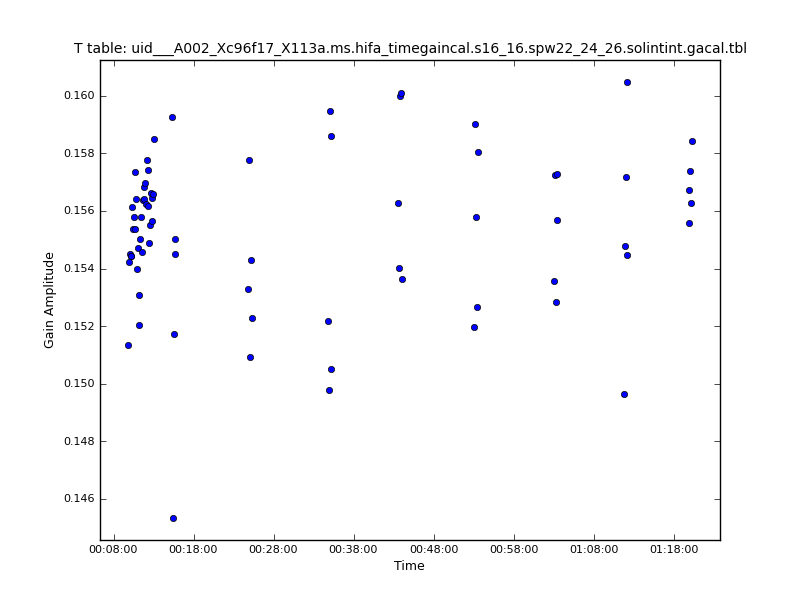 T table: uid___A002_Xc96f17_X113a.ms.hifa_timegaincal.s16_16.spw22_24_26.solintint.gacal.tbl
0.160
0.158
0.156
0.154
0.152
0.150
0.148
0.146
Gain Amplitude
00:08:00 00:18:00 00:28:00 00:38:00 00:48:00 00:58:00 01:08:00 01:18:00
Time